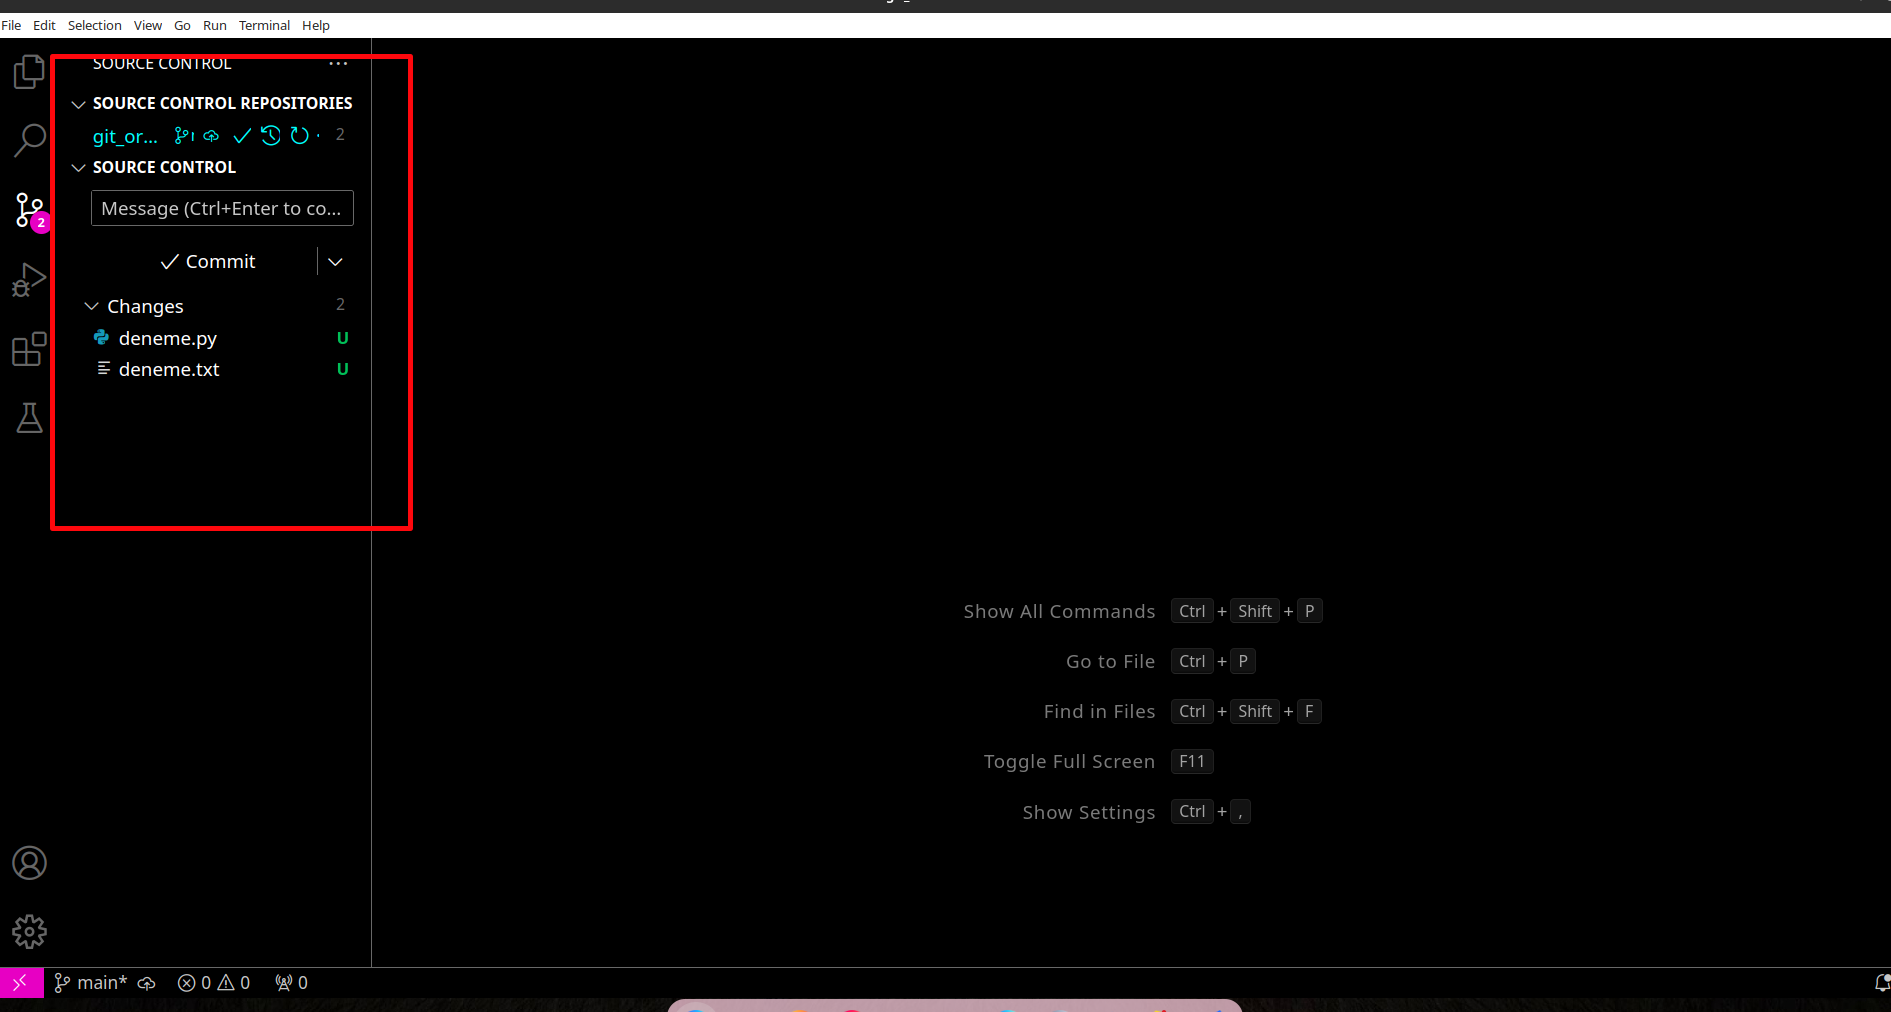 File Edit Selection View Go Run Terminal Help
SOURCE CONTROL
SOURCE CONTROL REPOSITORIES
git_or... 2
SOURCE CONTROL
Message (Ctrl+Enter to co...
2
Commit
Changes 2
deneme.py U
deneme.txt U
Show All Commands Ctrl + Shift + P
Go to File Ctrl + P
Find in Files Ctrl + Shift + F
Toggle Full Screen F11
Show Settings Ctrl + ,
main* 0 0 0